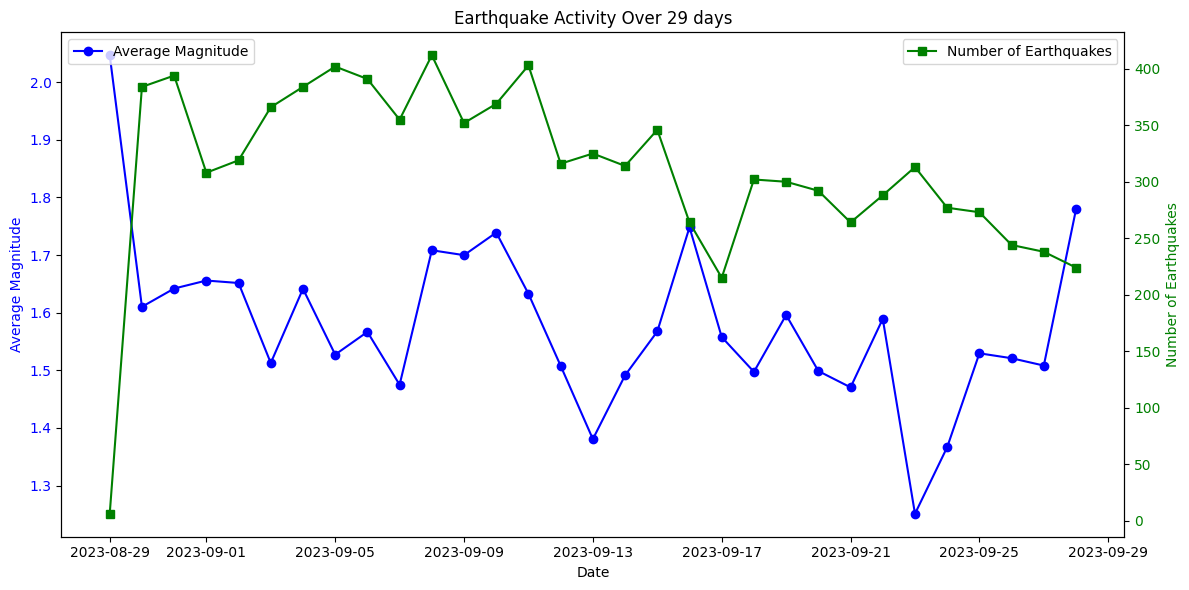 Earthquake Activity Over 29 days
Average Magnitude
Number of Earthquakes
Average Magnitude
2.0
1.9
1.8
1.7
1.6
1.5
1.4
1.3
400
350
300
250
200
150
100
50
0
Number of Earthquakes
2023-08-29 2023-09-01 2023-09-05 2023-09-09 2023-09-13 2023-09-17 2023-09-21 2023-09-25 2023-09-29
Date